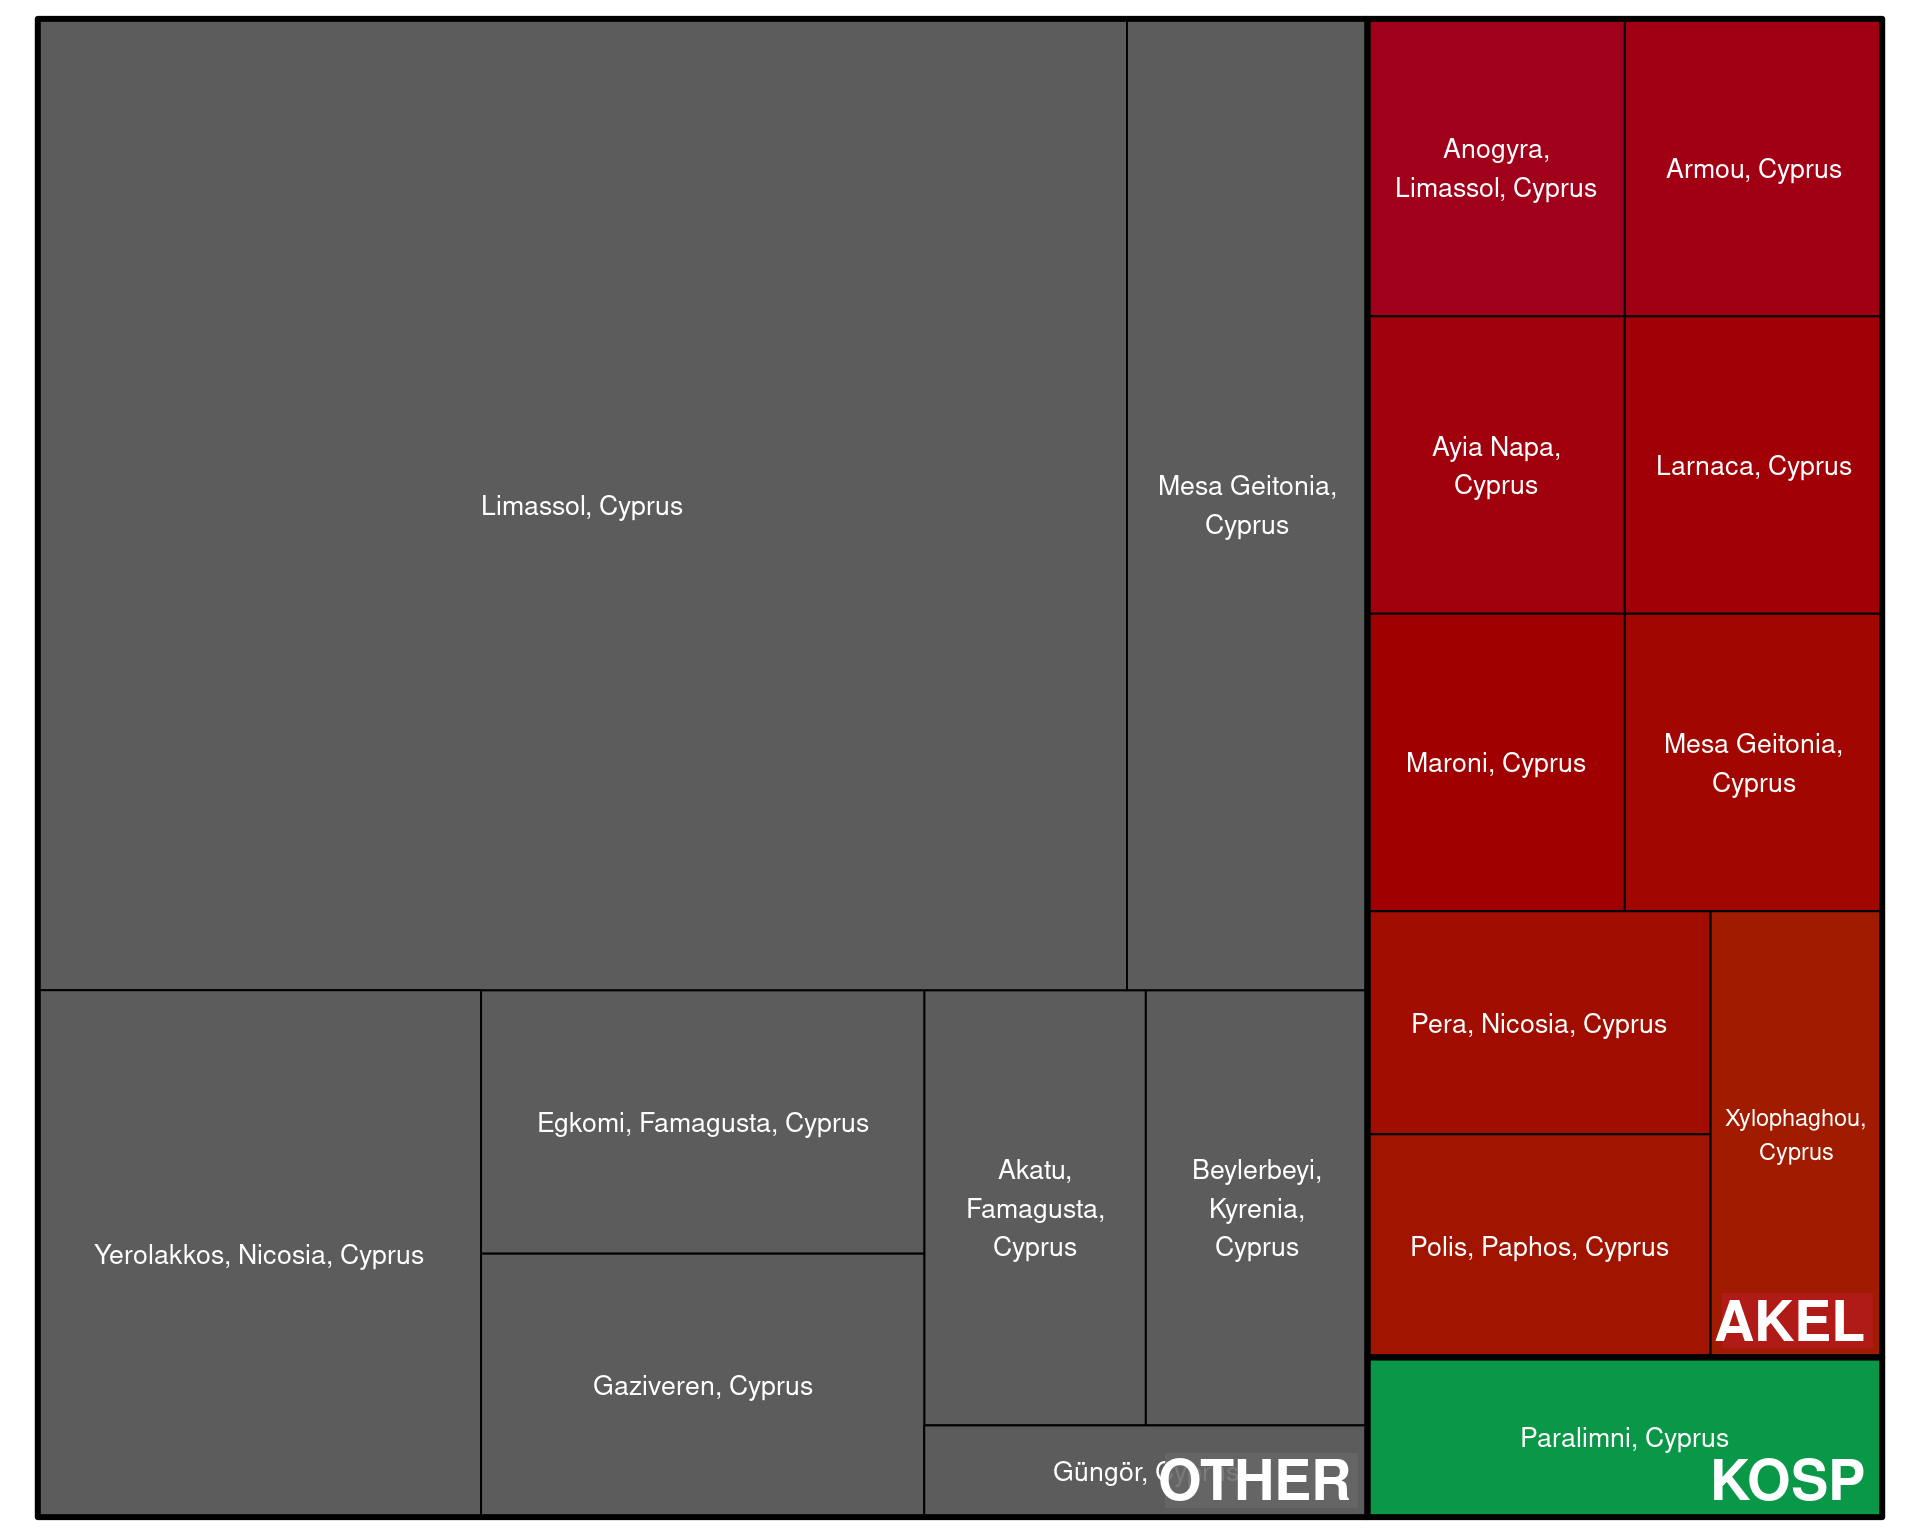 Limassol, Cyprus
Mesa Geitonia,
Cyprus
Yerolakkos, Nicosia, Cyprus
Egkomi, Famagusta, Cyprus
Gaziveren, Cyprus
Akatu,
Famagusta,
Cyprus
Beylerbeyi,
Kyrenia,
Cyprus
Güngör, Cyprus
OTHER
Anogyra,
Limassol, Cyprus
Armou, Cyprus
Ayia Napa,
Cyprus
Larnaca, Cyprus
Maroni, Cyprus
Mesa Geitonia,
Cyprus
Pera, Nicosia, Cyprus
Polis, Paphos, Cyprus
Xylophaghou,
Cyprus
AKEL
Paralimni, Cyprus
KOSP